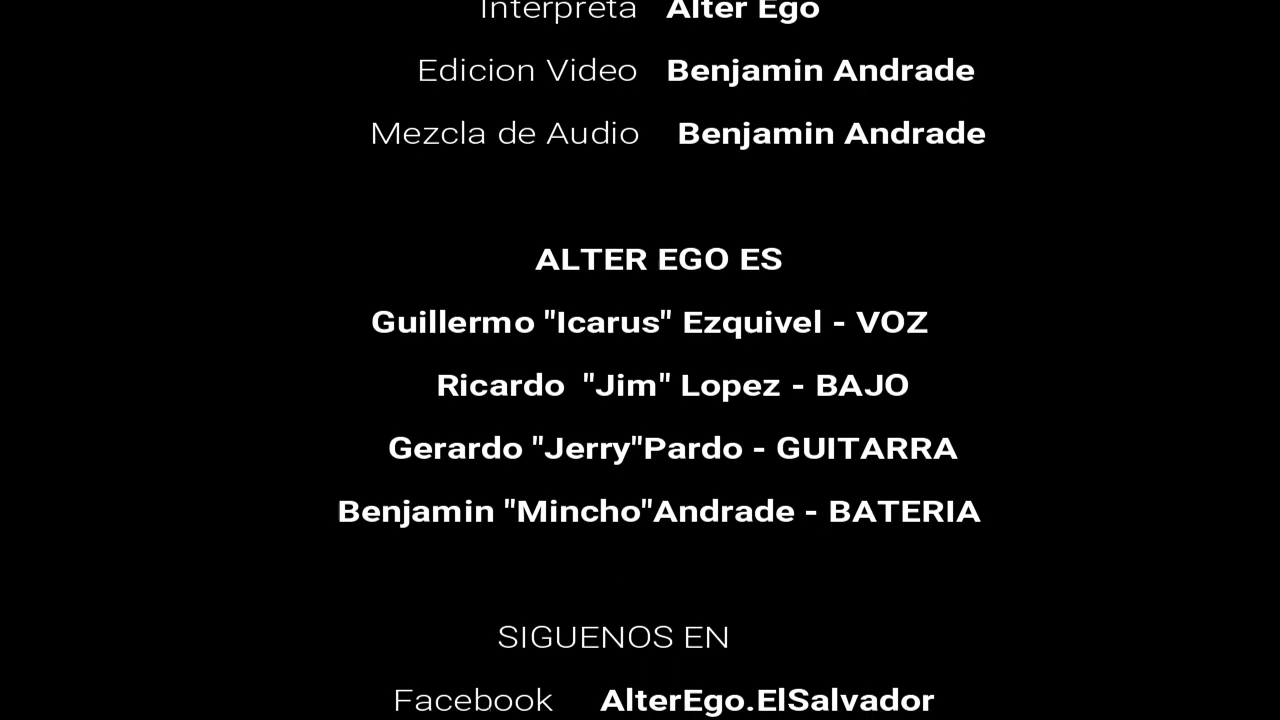 Interpreta Alter Ego
Edicion Video Benjamin Andrade
Mezcla de Audio Benjamin Andrade
ALTER EGO ES
Guillermo "Icarus" Ezquivel - VOZ
Ricardo "Jim" Lopez - BAJO
Gerardo "Jerry"Pardo - GUITARRA
Benjamin "Mincho"Andrade - BATERIA
SIGUENOS EN
Facebook AlterEgo.ElSalvador